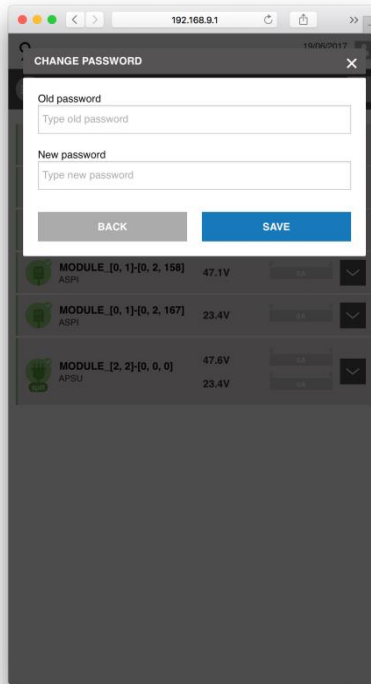 192.168.9.1
19/06/2017
CHANGE PASSWORD
Old password
Type old password
New password
Type new password
BACK
SAVE
MODULE_[0, 1]-[0, 2, 158]
ASPI
47.1V
MODULE_[0, 1]-[0, 2, 167]
ASPI
23.4V
MODULE_[2, 2]-[0, 0, 0]
APSU
47.6V
23.4V